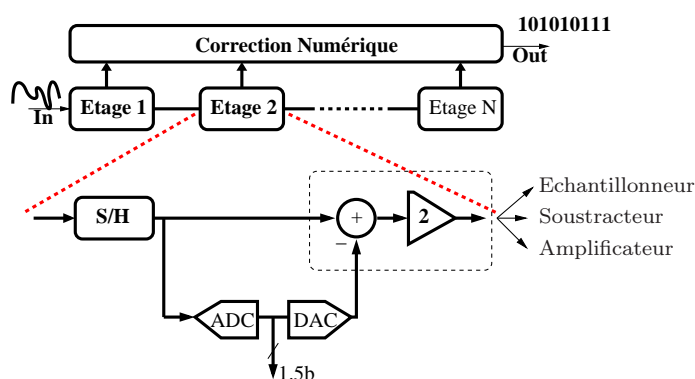 101010111
Correction Numérique
Out
In
Etage 1
Etage 2
Etage N
Echantillonneur
S/H
+
2
Soustracteur
−
Amplificateur
ADC
DAC
1.5b